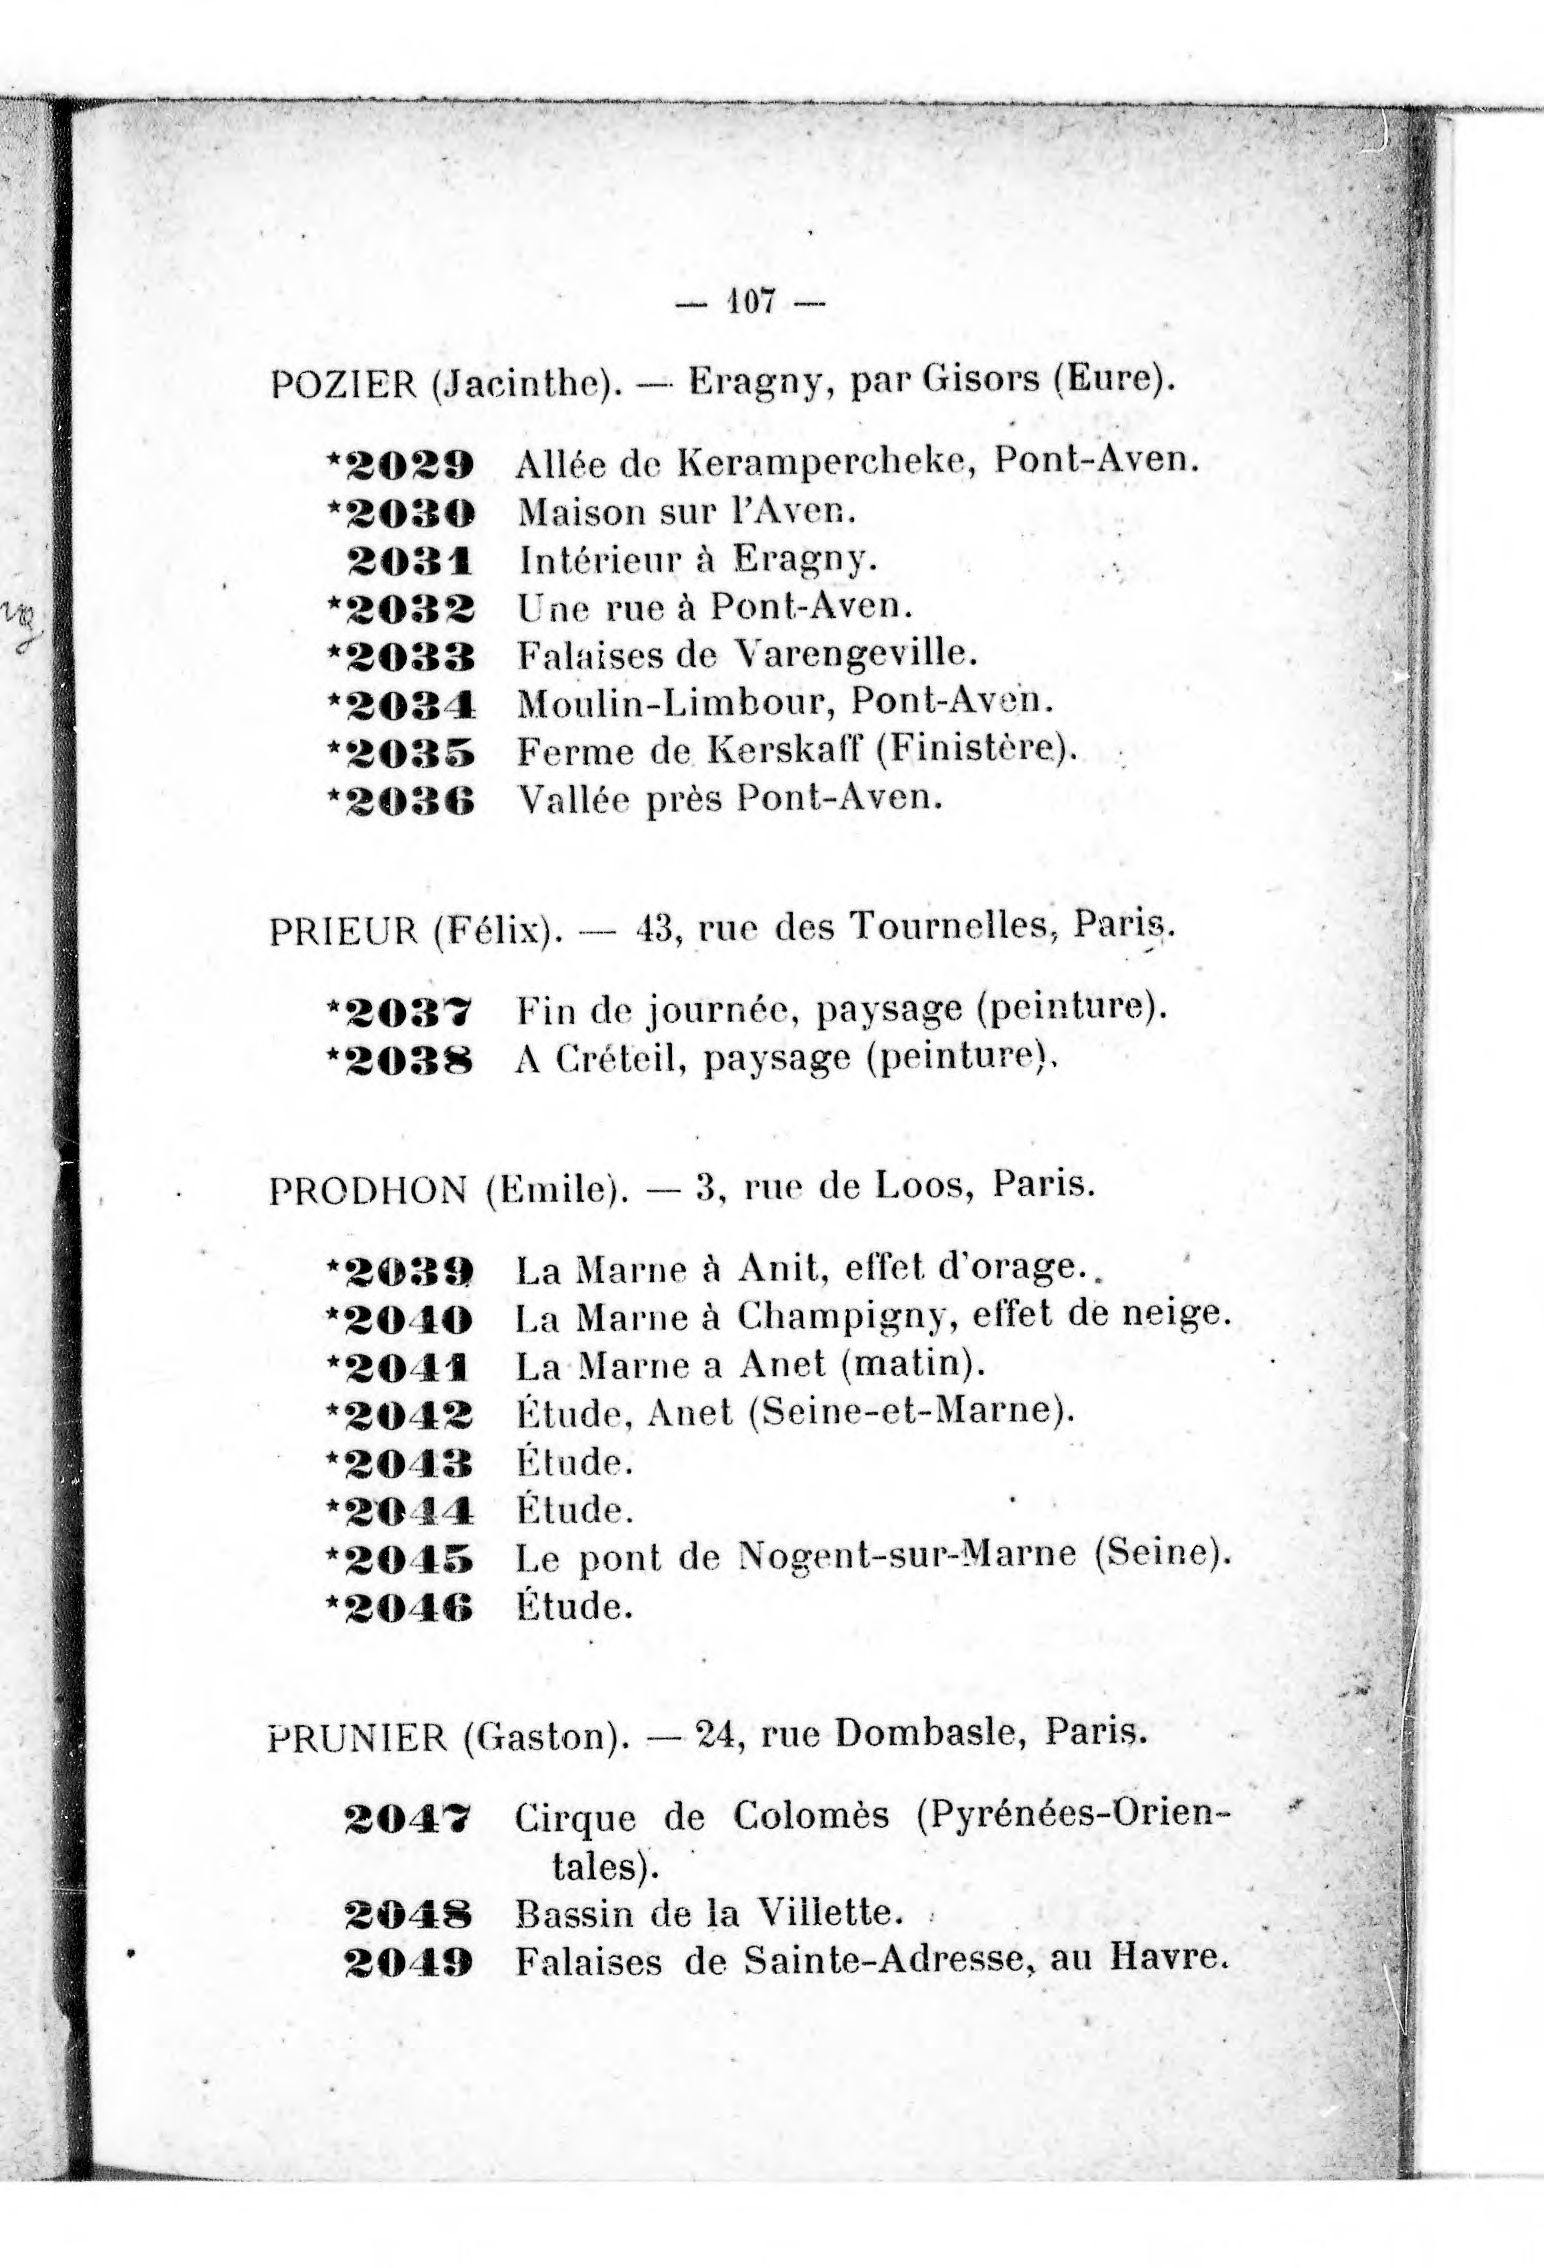 — 107 —
POZIER (Jacinthe). — Eragny, par Gisors (Eure).
*2029 Allée de Kerampercheke, Pont-Aven.
*2030 Maison sur l'Aven.
2031 Intérieur à Eragny.
*2032 Une rue à Pont-Aven.
*2033 Falaises de Varengeville.
*2034 Moulin-Limbour, Pont-Aven.
*2035 Ferme de Kerskaff (Finistère).
*2036 Vallée près Pont-Aven.
PRIEUR (Félix). — 43, rue des Tournelles, Paris.
*2037 Fin de journée, paysage (peinture).
*2038 A Créteil, paysage (peinture).
PRODHON (Emile). — 3, rue de Loos, Paris.
*2039 La Marne à Anit, effet d'orage.
*2040 La Marne à Champigny, effet de neige.
*2041 La Marne a Anet (matin).
*2042 Étude, Anet (Seine-et-Marne).
*2043 Étude.
*2044 Étude.
*2045 Le pont de Nogent-sur-Marne (Seine).
*2046 Étude.
PRUNIER (Gaston). — 24, rue Dombasle, Paris.
2047 Cirque de Colomès (Pyrénées-Orien-
tales).
2048 Bassin de la Villette.
2049 Falaises de Sainte-Adresse, au Havre.